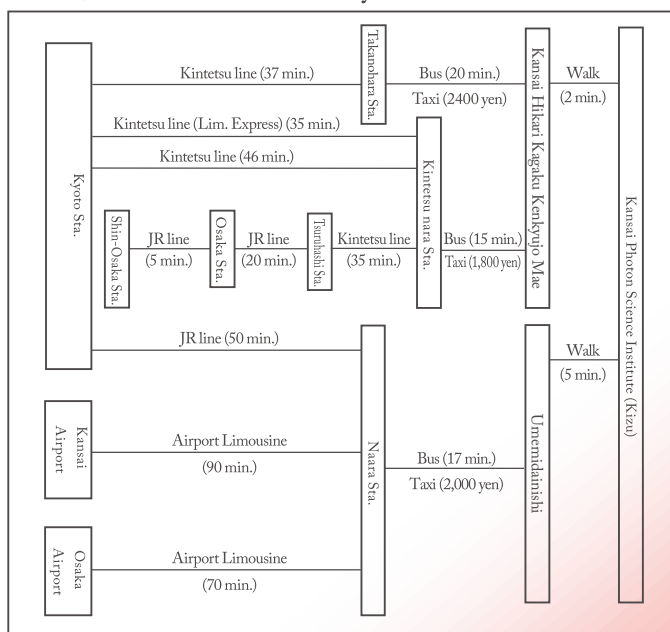 Kyoto Sta.
Kintetsu line (37 min.)
Takanohara Sta.
Bus (20 min.)
Taxi (2400 yen)
Kansai Hikari Kagaku Kenkyujo Mae
Walk
(2 min.)
Kansai Photon Science Institute (Kizu)
Kintetsu line (Lim. Express) (35 min.)
Kintetsu line (46 min.)
Kintetsu nara Sta.
Shin-Osaka Sta.
JR line
(5 min.)
Osaka Sta.
JR line
(20 min.)
Tsuruhashi Sta.
Kintetsu line
(35 min.)
Bus (15 min.)
Taxi (1,800 yen)
JR line (50 min.)
Naara Sta.
Walk
(5 min.)
Umemidainishi
Kansai
Airport
Airport Limousine
(90 min.)
Bus (17 min.)
Taxi (2,000 yen)
Osaka
Airport
Airport Limousine
(70 min.)